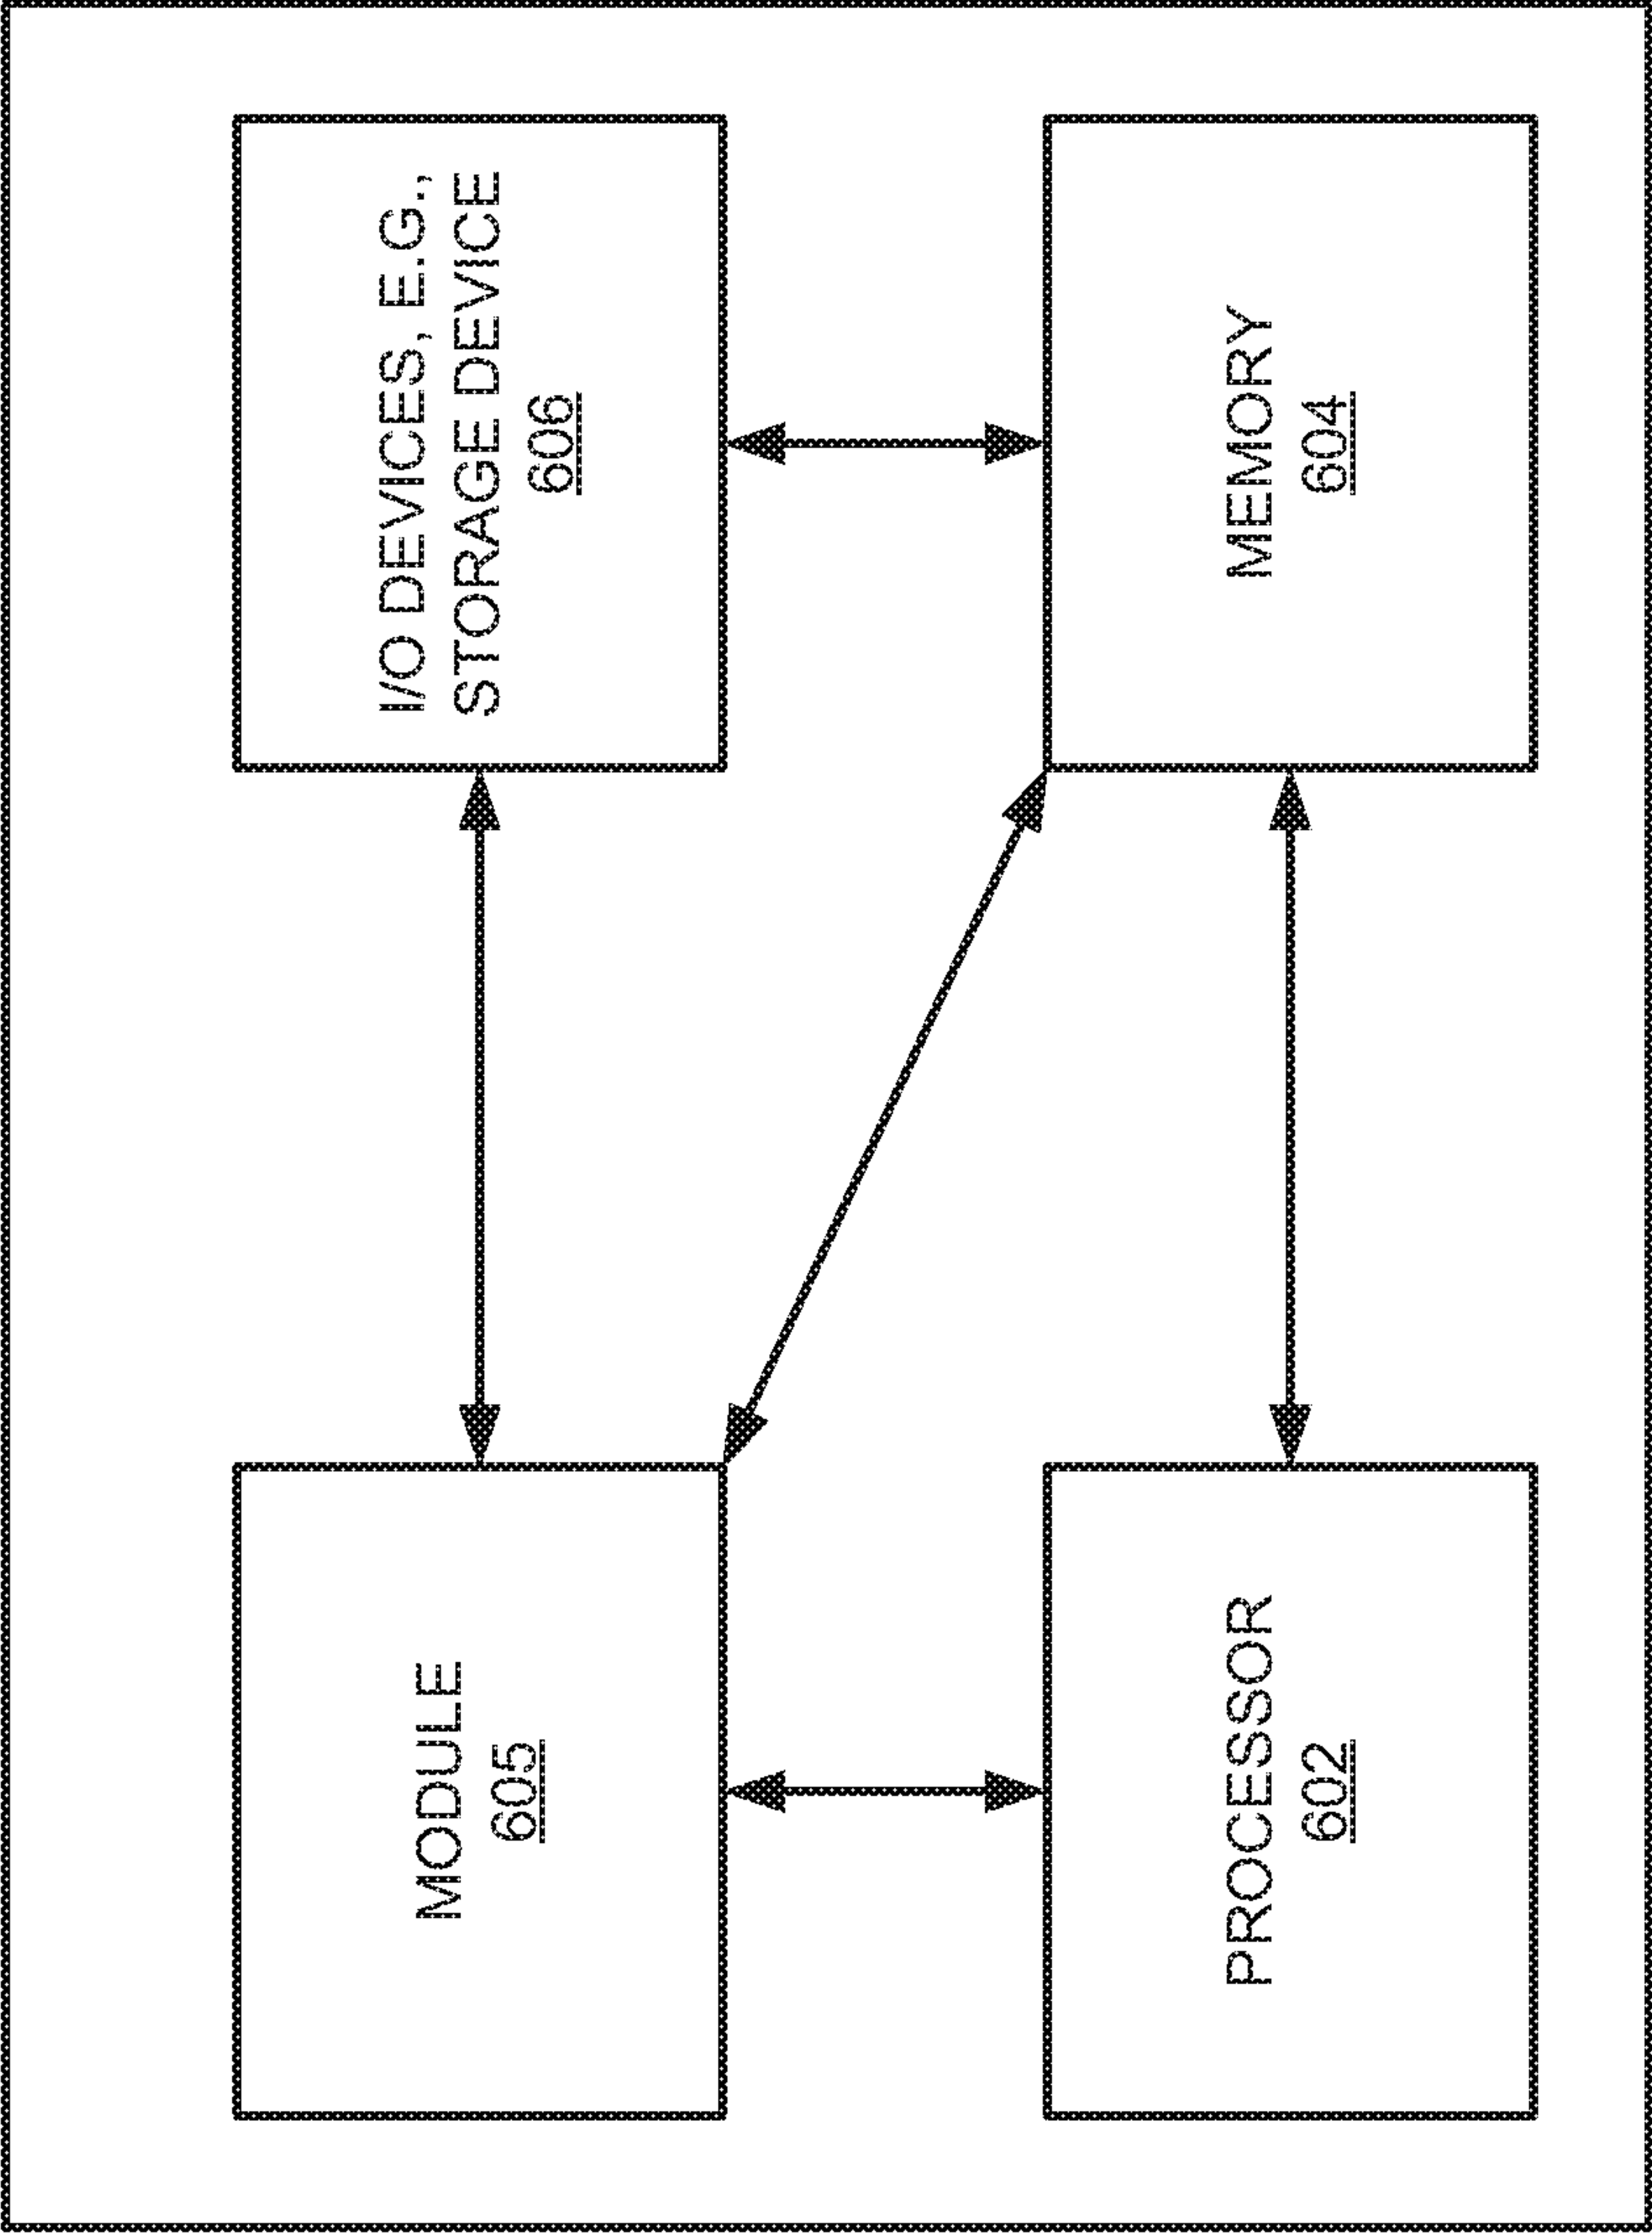 MODULE
605
I/O DEVICES, E.G.,
STORAGE DEVICE
606
PROCESSOR
602
MEMORY
604